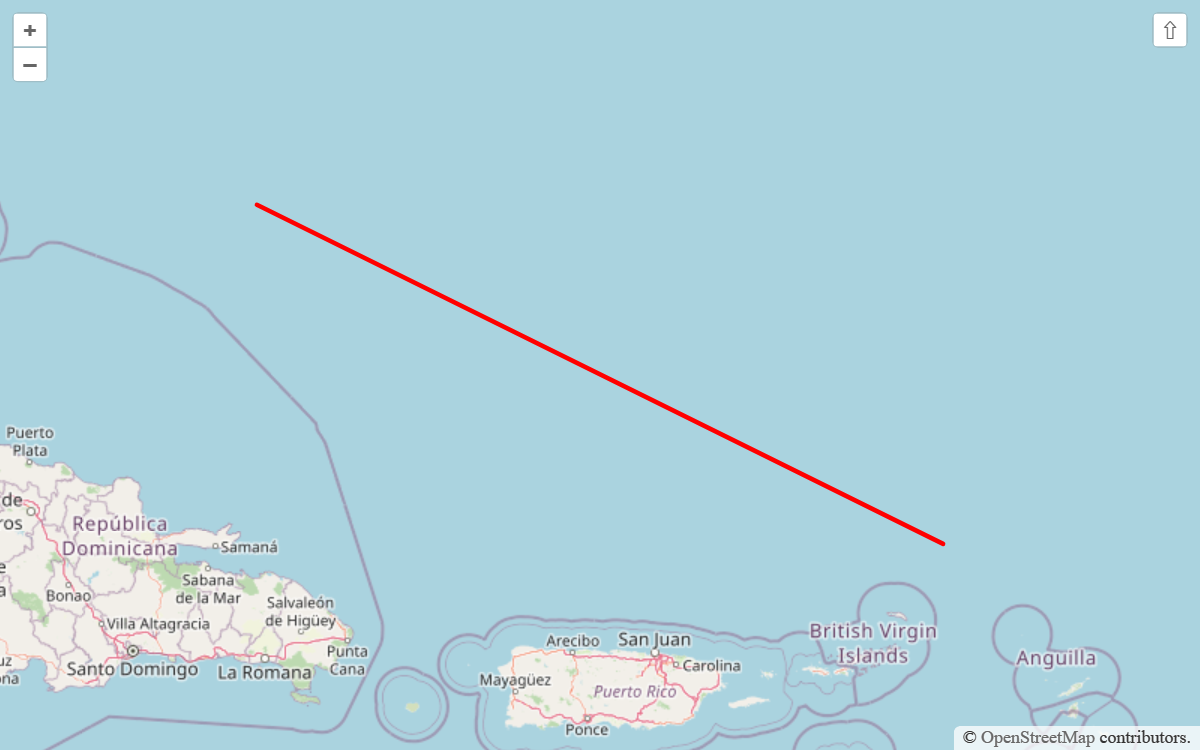 +
−
⇧
Puerto
Plata
de
ros
República
Dominicana
Samaná
e
a
Sabana
de la Mar
Bonao
Salvaleón
de Higüey
Villa Altagracia
Punta
Cana
uz
ona
Santo Domingo
La Romana
Arecibo
San Juan
Carolina
Mayagüez
Puerto Rico
Ponce
British Virgin
Islands
Anguilla
© OpenStreetMap contributors.